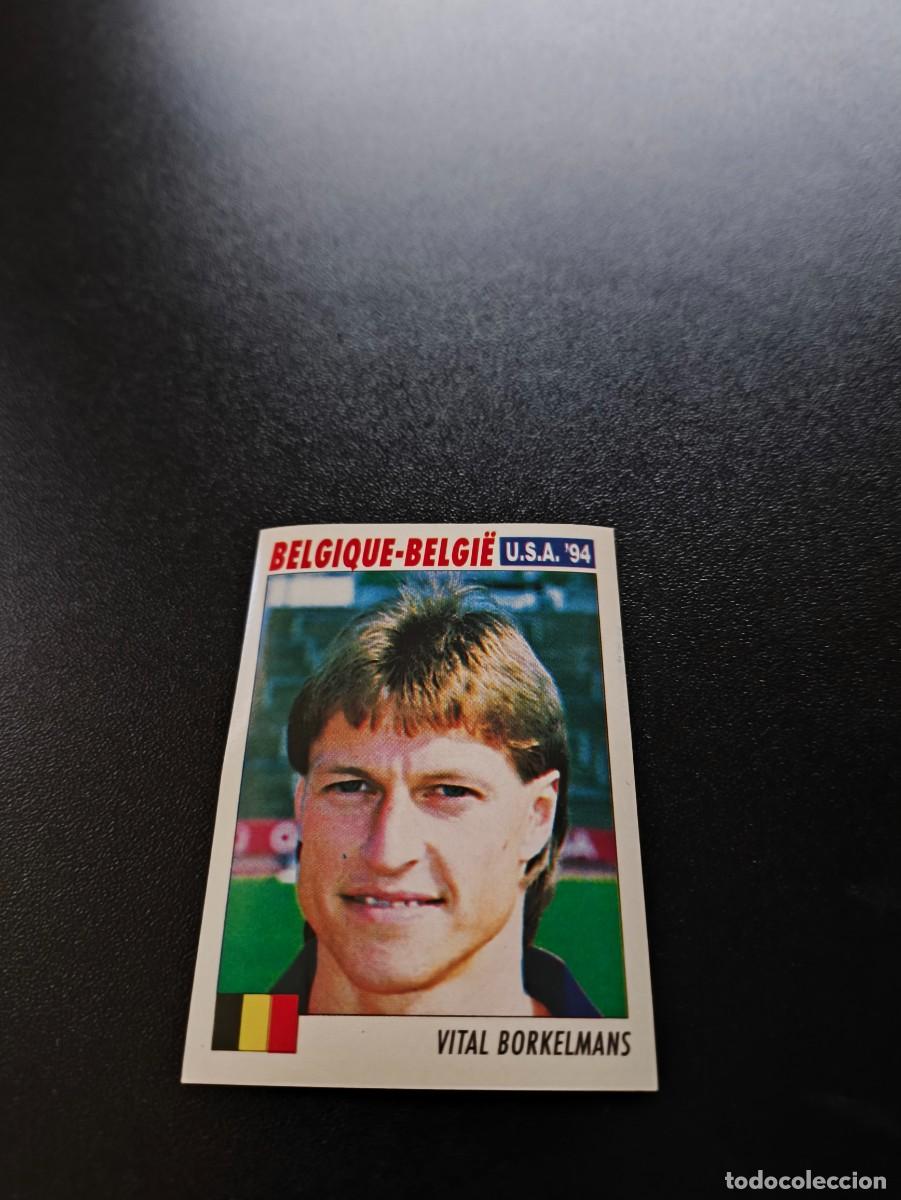 BELGIQUE-BELGIË U.S.A. '94
VITAL BORKELMANS
todocoleccion